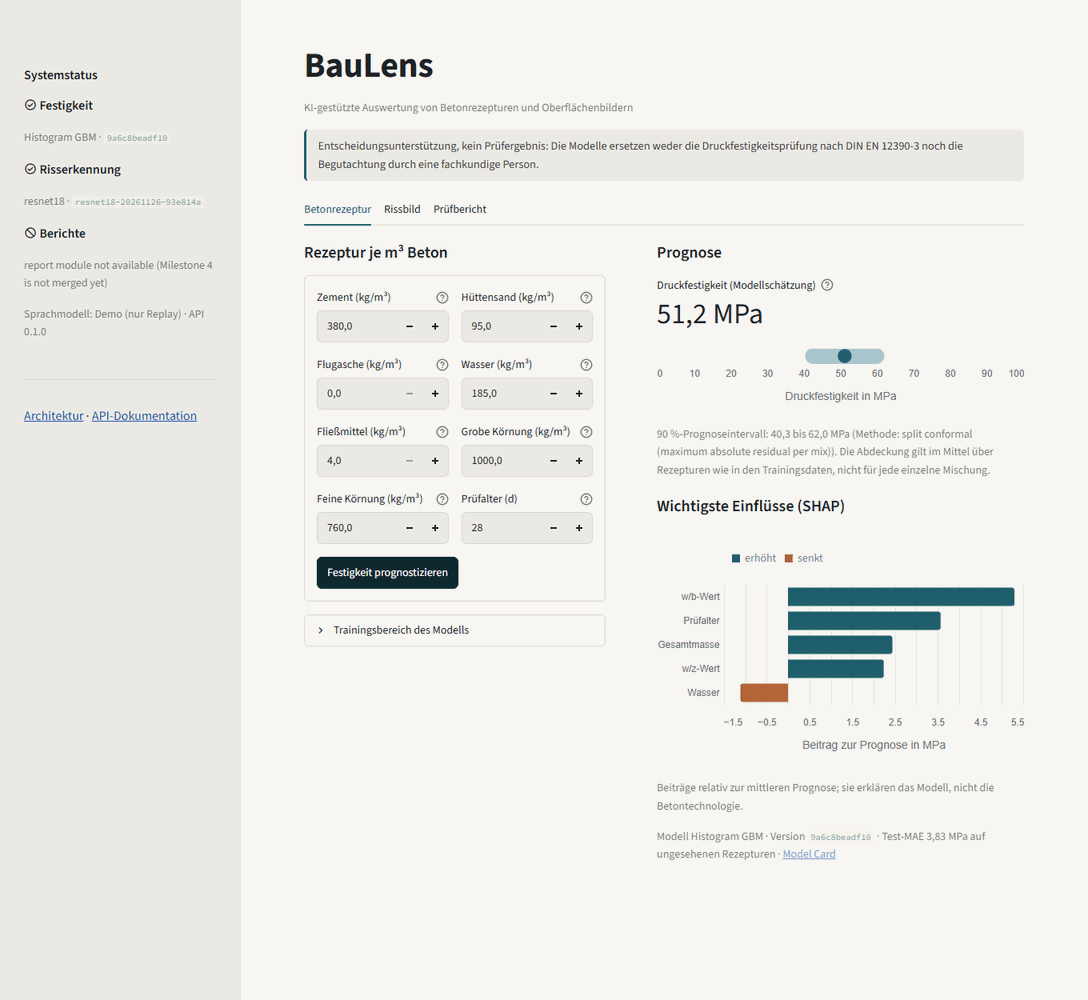 Systemstatus
Festigkeit
Histogram GBM · 9a6c8beadf10
Risserkennung
resnet18 · resnet18-20261126-93e814a
Berichte
report module not available (Milestone 4
is not merged yet)
Sprachmodell: Demo (nur Replay) · API
0.1.0
Architektur · API-Dokumentation
BauLens
KI-gestützte Auswertung von Betonrezepturen und Oberflächenbildern
Entscheidungsunterstützung, kein Prüfergebnis: Die Modelle ersetzen weder die Druckfestigkeitsprüfung nach DIN EN 12390-3 noch die
Begutachtung durch eine fachkundige Person.
Betonrezeptur Rissbild Prüfbericht
Rezeptur je m³ Beton
Zement (kg/m³) Hüttensand (kg/m³)
380,0 95,0
Flugasche (kg/m³) Wasser (kg/m³)
0,0 185,0
Fließmittel (kg/m³) Grobe Körnung (kg/m³)
4,0 1000,0
Feine Körnung (kg/m³) Prüfalter (d)
760,0 28
Festigkeit prognostizieren
Trainingsbereich des Modells
Prognose
Druckfestigkeit (Modellschätzung)
51,2 MPa
0 10 20 30 40 50 60 70 80 90 100
Druckfestigkeit in MPa
90 %-Prognoseintervall: 40,3 bis 62,0 MPa (Methode: split conformal
(maximum absolute residual per mix)). Die Abdeckung gilt im Mittel über
Rezepturen wie in den Trainingsdaten, nicht für jede einzelne Mischung.
Wichtigste Einflüsse (SHAP)
erhöht senkt
w/b-Wert
Prüfalter
Gesamtmasse
w/z-Wert
Wasser
−1.5 −0.5 0.5 1.5 2.5 3.5 4.5 5.5
Beitrag zur Prognose in MPa
Beiträge relativ zur mittleren Prognose; sie erklären das Modell, nicht die
Betontechnologie.
Modell Histogram GBM · Version 9a6c8beadf10 · Test-MAE 3,83 MPa auf
ungesehenen Rezepturen · Model Card